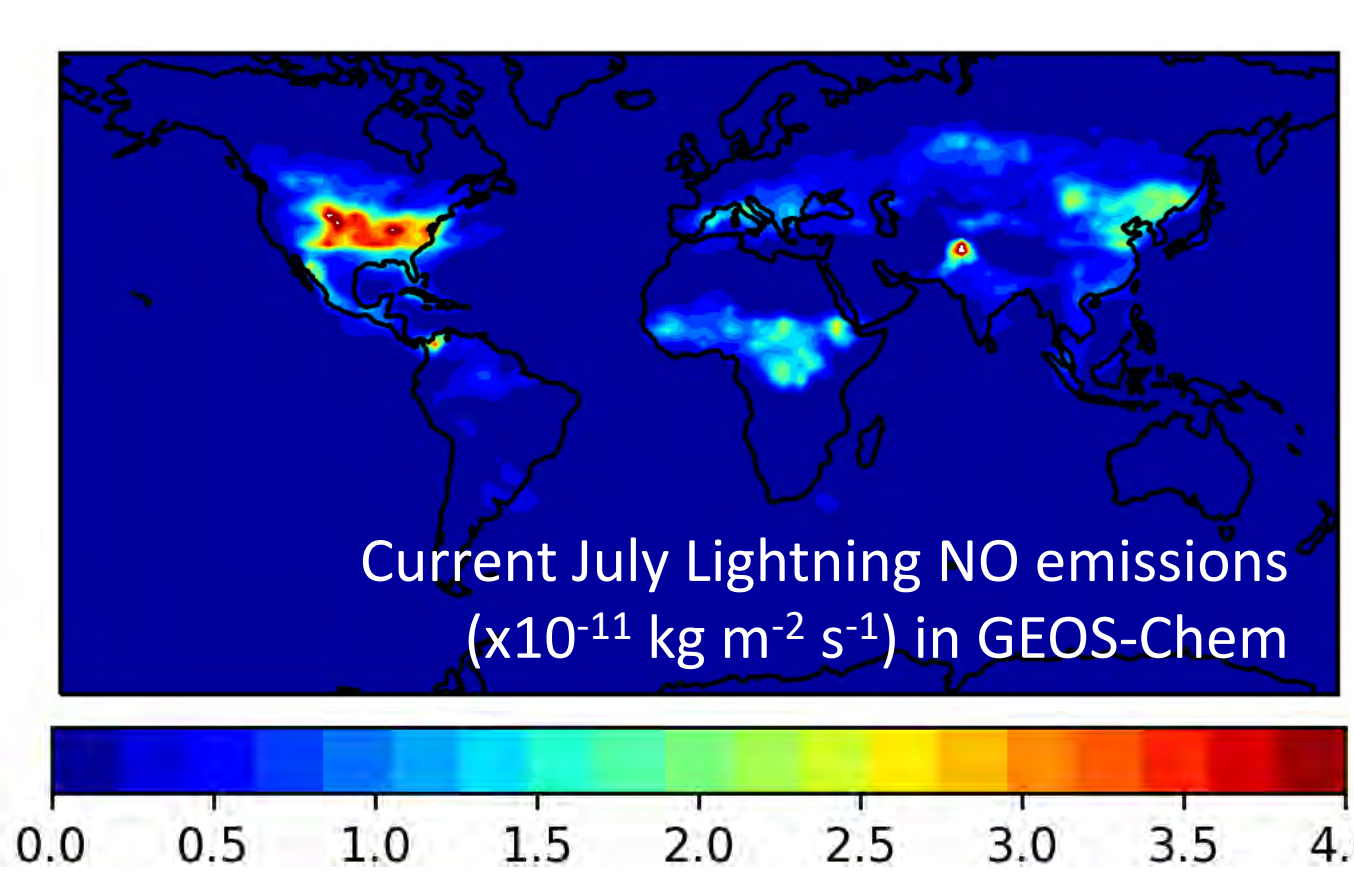 Current July Lightning NO emissions
(x10⁻¹¹ kg m⁻² s⁻¹) in GEOS-Chem
0.0 0.5 1.0 1.5 2.0 2.5 3.0 3.5 4.